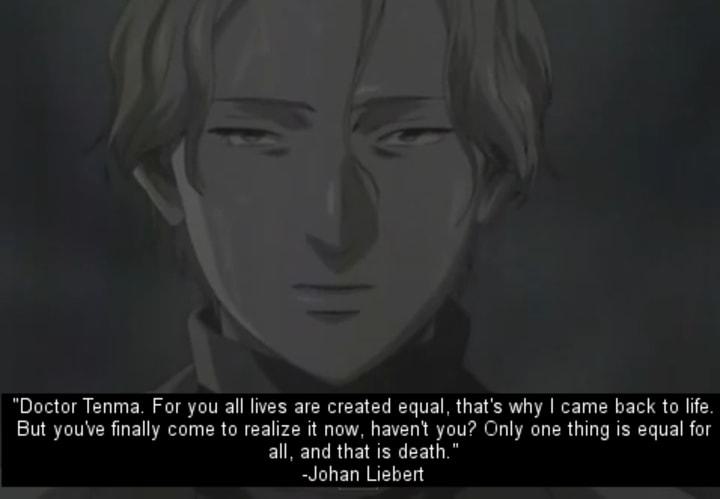 "Doctor Tenma. For you all lives are created equal, that's why I came back to life.
But you've finally come to realize it now, haven't you? Only one thing is equal for
all, and that is death."
-Johan Liebert